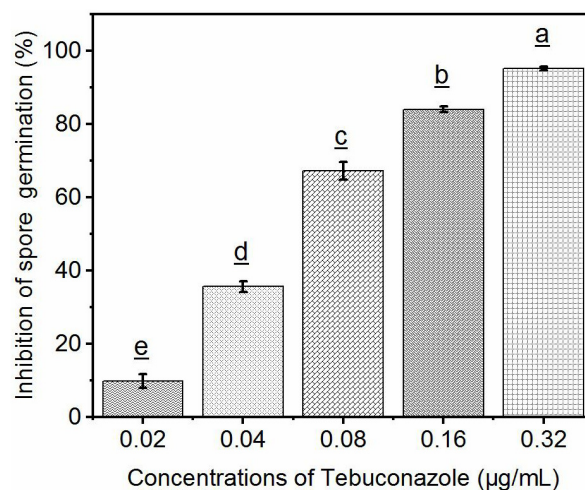 Inhibition of spore germination (%)
100
80
60
40
20
0
a
b
c
d
e
0.02 0.04 0.08 0.16 0.32
Concentrations of Tebuconazole (μg/mL)